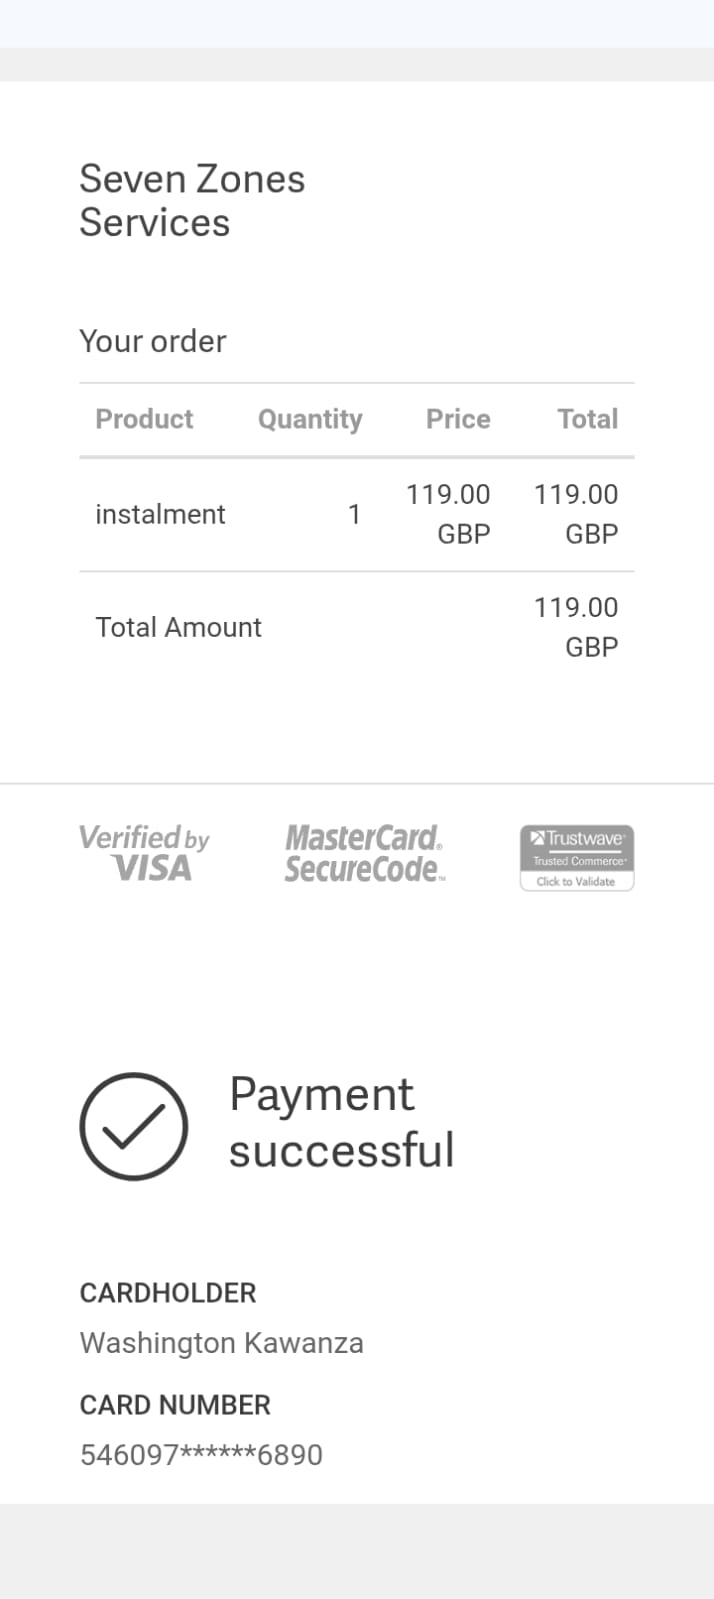 Seven Zones
Services
Your order
Product Quantity Price Total
instalment 1 119.00 GBP 119.00 GBP
Total Amount 119.00 GBP
Verified by
VISA
MasterCard.
SecureCode.
Trustwave
Trusted Commerce
Click to Validate
Payment
successful
CARDHOLDER
Washington Kawanza
CARD NUMBER
546097******6890